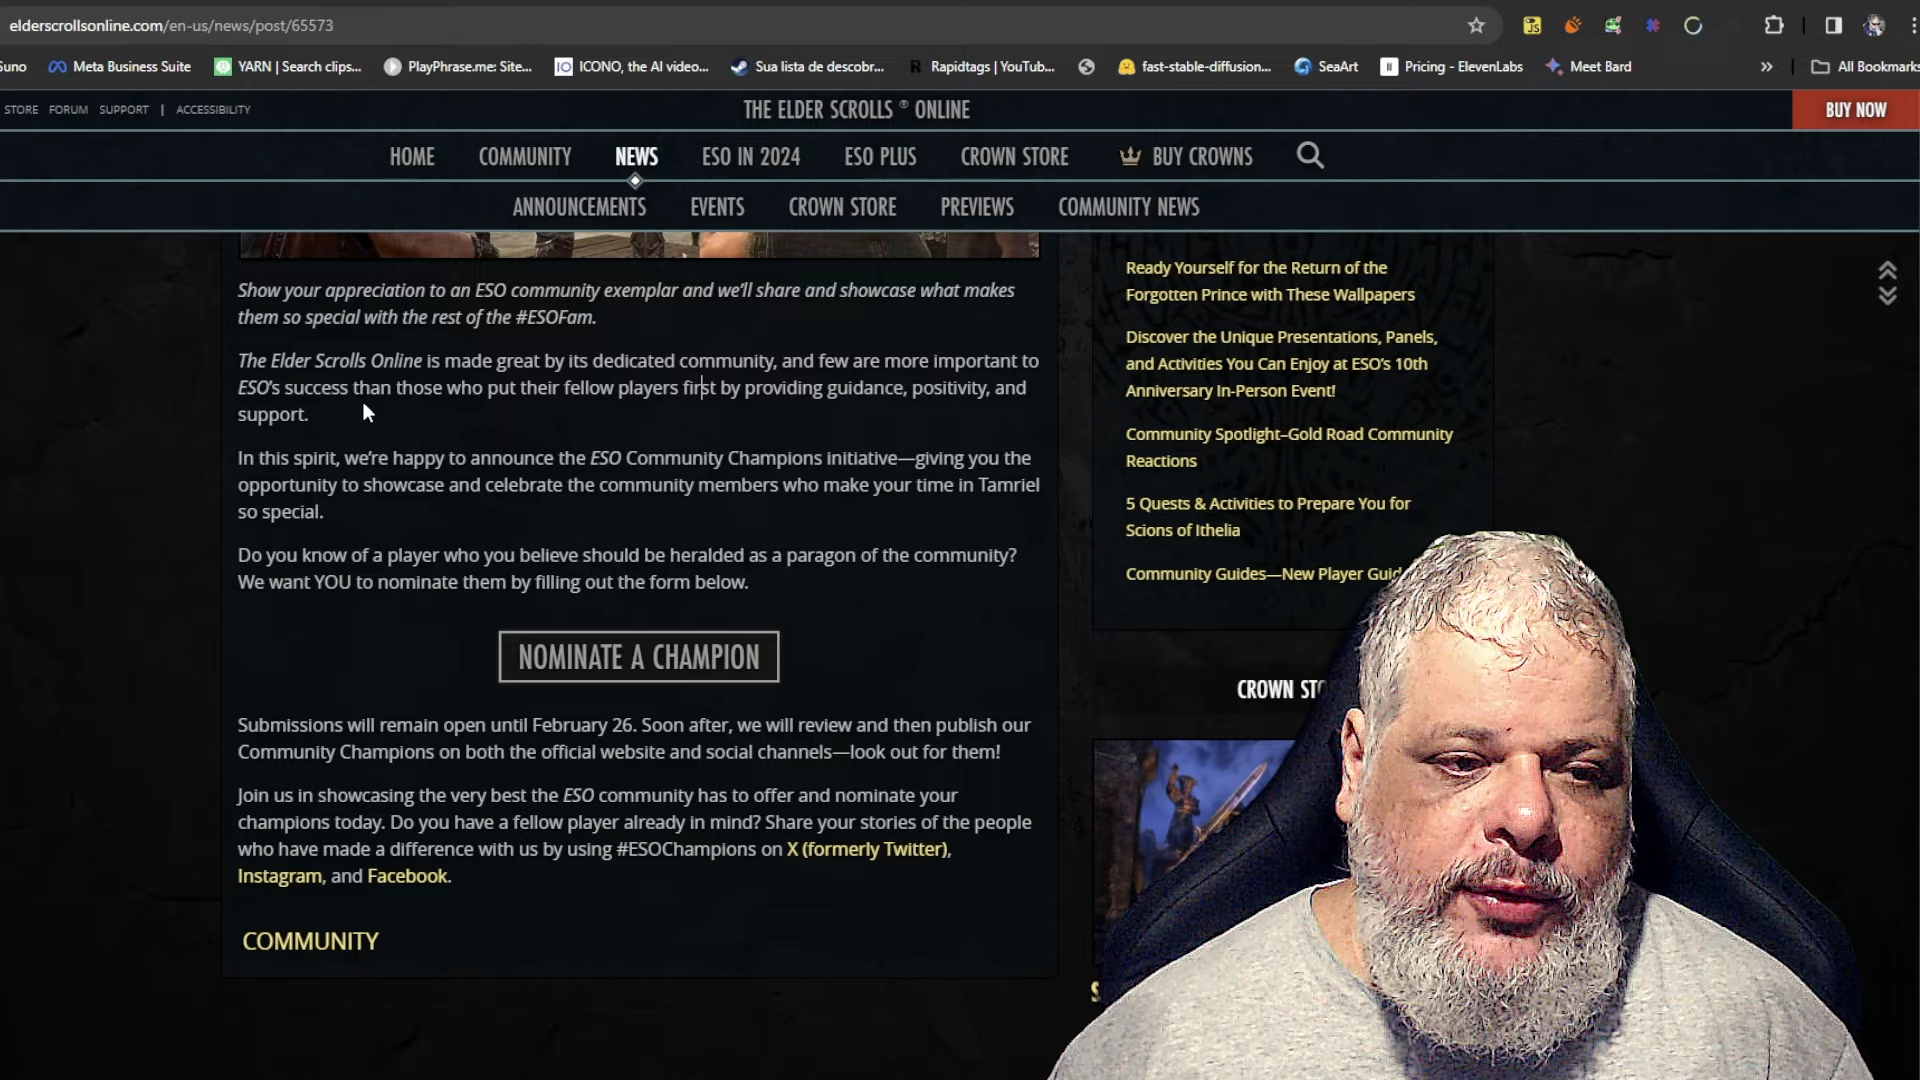 elderscrollsonline.com/en-us/news/post/65573
JS
uno
Meta Business Suite
YARN | Search clips...
PlayPhrase.me: Site...
IO
ICONO, the AI video...
Sua lista de descobr...
R
Rapidtags | YouTub...
fast-stable-diffusion...
SeaArt
Pricing - ElevenLabs
Meet Bard
All Bookmarks
STORE FORUM SUPPORT | ACCESSIBILITY
THE ELDER SCROLLS ® ONLINE
BUY NOW
HOME COMMUNITY NEWS ESO IN 2024 ESO PLUS CROWN STORE BUY CROWNS
ANNOUNCEMENTS EVENTS CROWN STORE PREVIEWS COMMUNITY NEWS
Show your appreciation to an ESO community exemplar and we’ll share and showcase what makes
them so special with the rest of the #ESOFam.
The Elder Scrolls Online is made great by its dedicated community, and few are more important to
ESO’s success than those who put their fellow players first by providing guidance, positivity, and
support.
In this spirit, we’re happy to announce the ESO Community Champions initiative—giving you the
opportunity to showcase and celebrate the community members who make your time in Tamriel
so special.
Do you know of a player who you believe should be heralded as a paragon of the community?
We want YOU to nominate them by filling out the form below.
NOMINATE A CHAMPION
Submissions will remain open until February 26. Soon after, we will review and then publish our
Community Champions on both the official website and social channels—look out for them!
Join us in showcasing the very best the ESO community has to offer and nominate your
champions today. Do you have a fellow player already in mind? Share your stories of the people
who have made a difference with us by using #ESOChampions on X (formerly Twitter),
Instagram, and Facebook.
COMMUNITY
Ready Yourself for the Return of the
Forgotten Prince with These Wallpapers
Discover the Unique Presentations, Panels,
and Activities You Can Enjoy at ESO’s 10th
Anniversary In-Person Event!
Community Spotlight–Gold Road Community
Reactions
5 Quests & Activities to Prepare You for
Scions of Ithelia
Community Guides—New Player Guid
CROWN STO
S